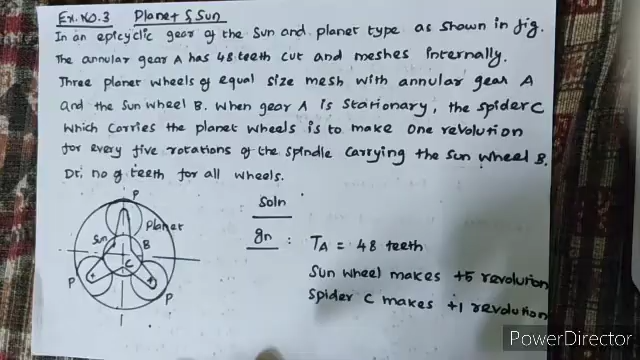 Ex.No.3 Planet & Sun
In an epicyclic gear of the Sun and planet type as shown in fig.
The annular gear A has 48 teeth cut and meshes internally.
Three planet wheels of equal size mesh with annular gear A
and the Sun wheel B. When gear A is stationary, the spider C
which carries the planet wheels is to make one revolution
for every five rotations of the spindle carrying the sun wheel B.
Dt. no of teeth for all wheels.
Soln
gn : TA = 48 teeth
Sun wheel makes +5 revolution
Spider C makes +1 revolution
P
Planet
Sun
B
C
P
P
PowerDirector